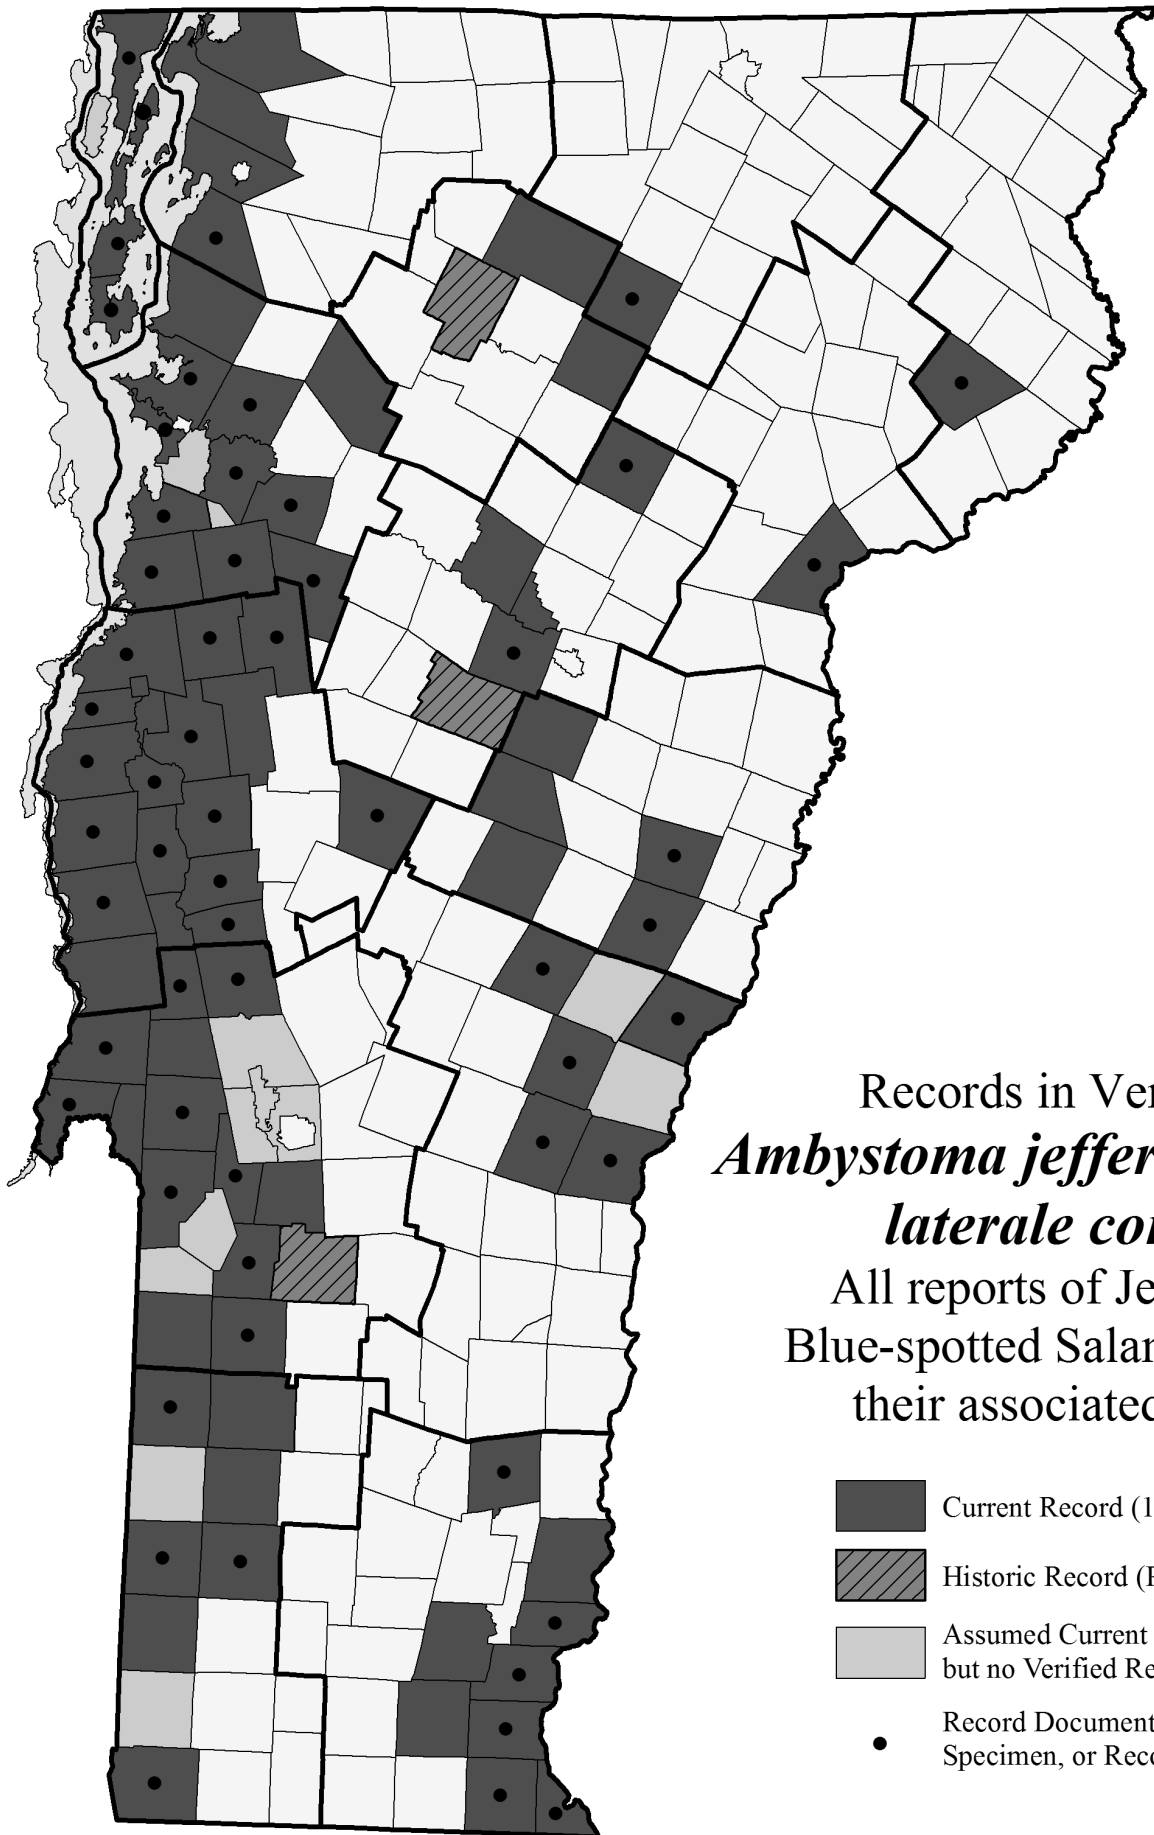 Records in Ver
Ambystoma jeffer
laterale co
All reports of Je
Blue-spotted Salar
their associated
Current Record (1
Historic Record (P
Assumed Current
but no Verified Re
Record Document
Specimen, or Reco